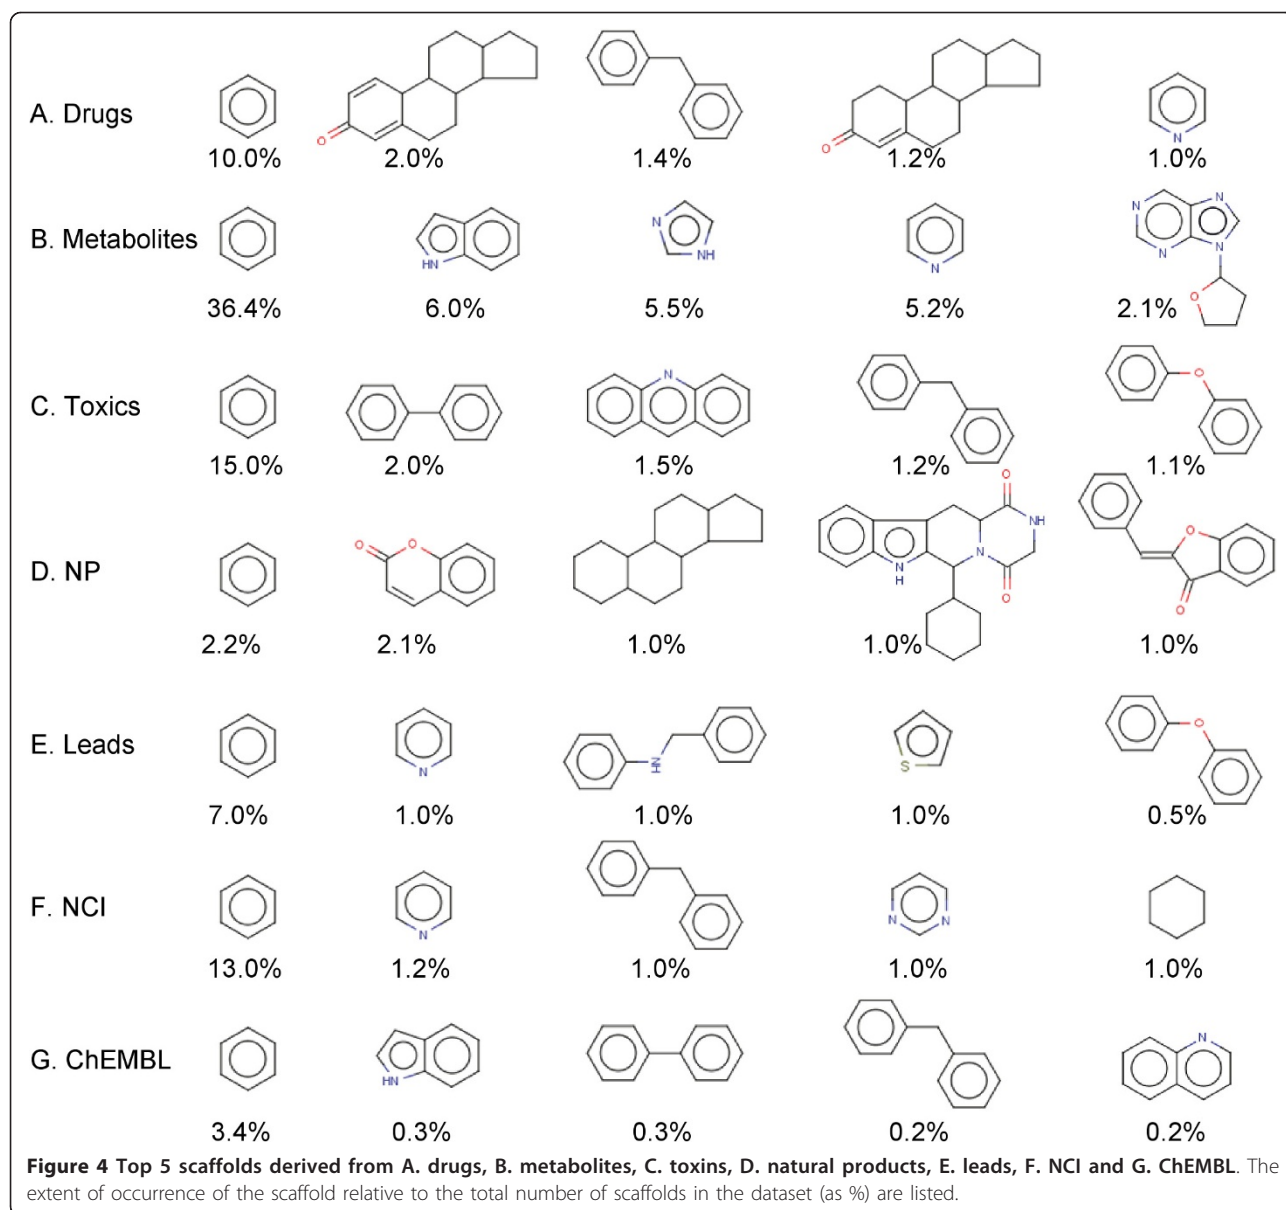 A. Drugs
O
O
N
10.0% 2.0% 1.4% 1.2% 1.0%
B. Metabolites
HN
N
NH
N
N
N
N
N
O
36.4% 6.0% 5.5% 5.2% 2.1%
C. Toxics
N
O
15.0% 2.0% 1.5% 1.2% 1.1%
D. NP
O
O
O
NH
N
N
H
O
O
O
2.2% 2.1% 1.0% 1.0% 1.0%
E. Leads
N
N
H
S
O
7.0% 1.0% 1.0% 1.0% 0.5%
F. NCI
N
N
N
13.0% 1.2% 1.0% 1.0% 1.0%
G. ChEMBL
HN
N
3.4% 0.3% 0.3% 0.2% 0.2%
Figure 4 Top 5 scaffolds derived from A. drugs, B. metabolites, C. toxins, D. natural products, E. leads, F. NCI and G. ChEMBL. The
extent of occurrence of the scaffold relative to the total number of scaffolds in the dataset (as %) are listed.